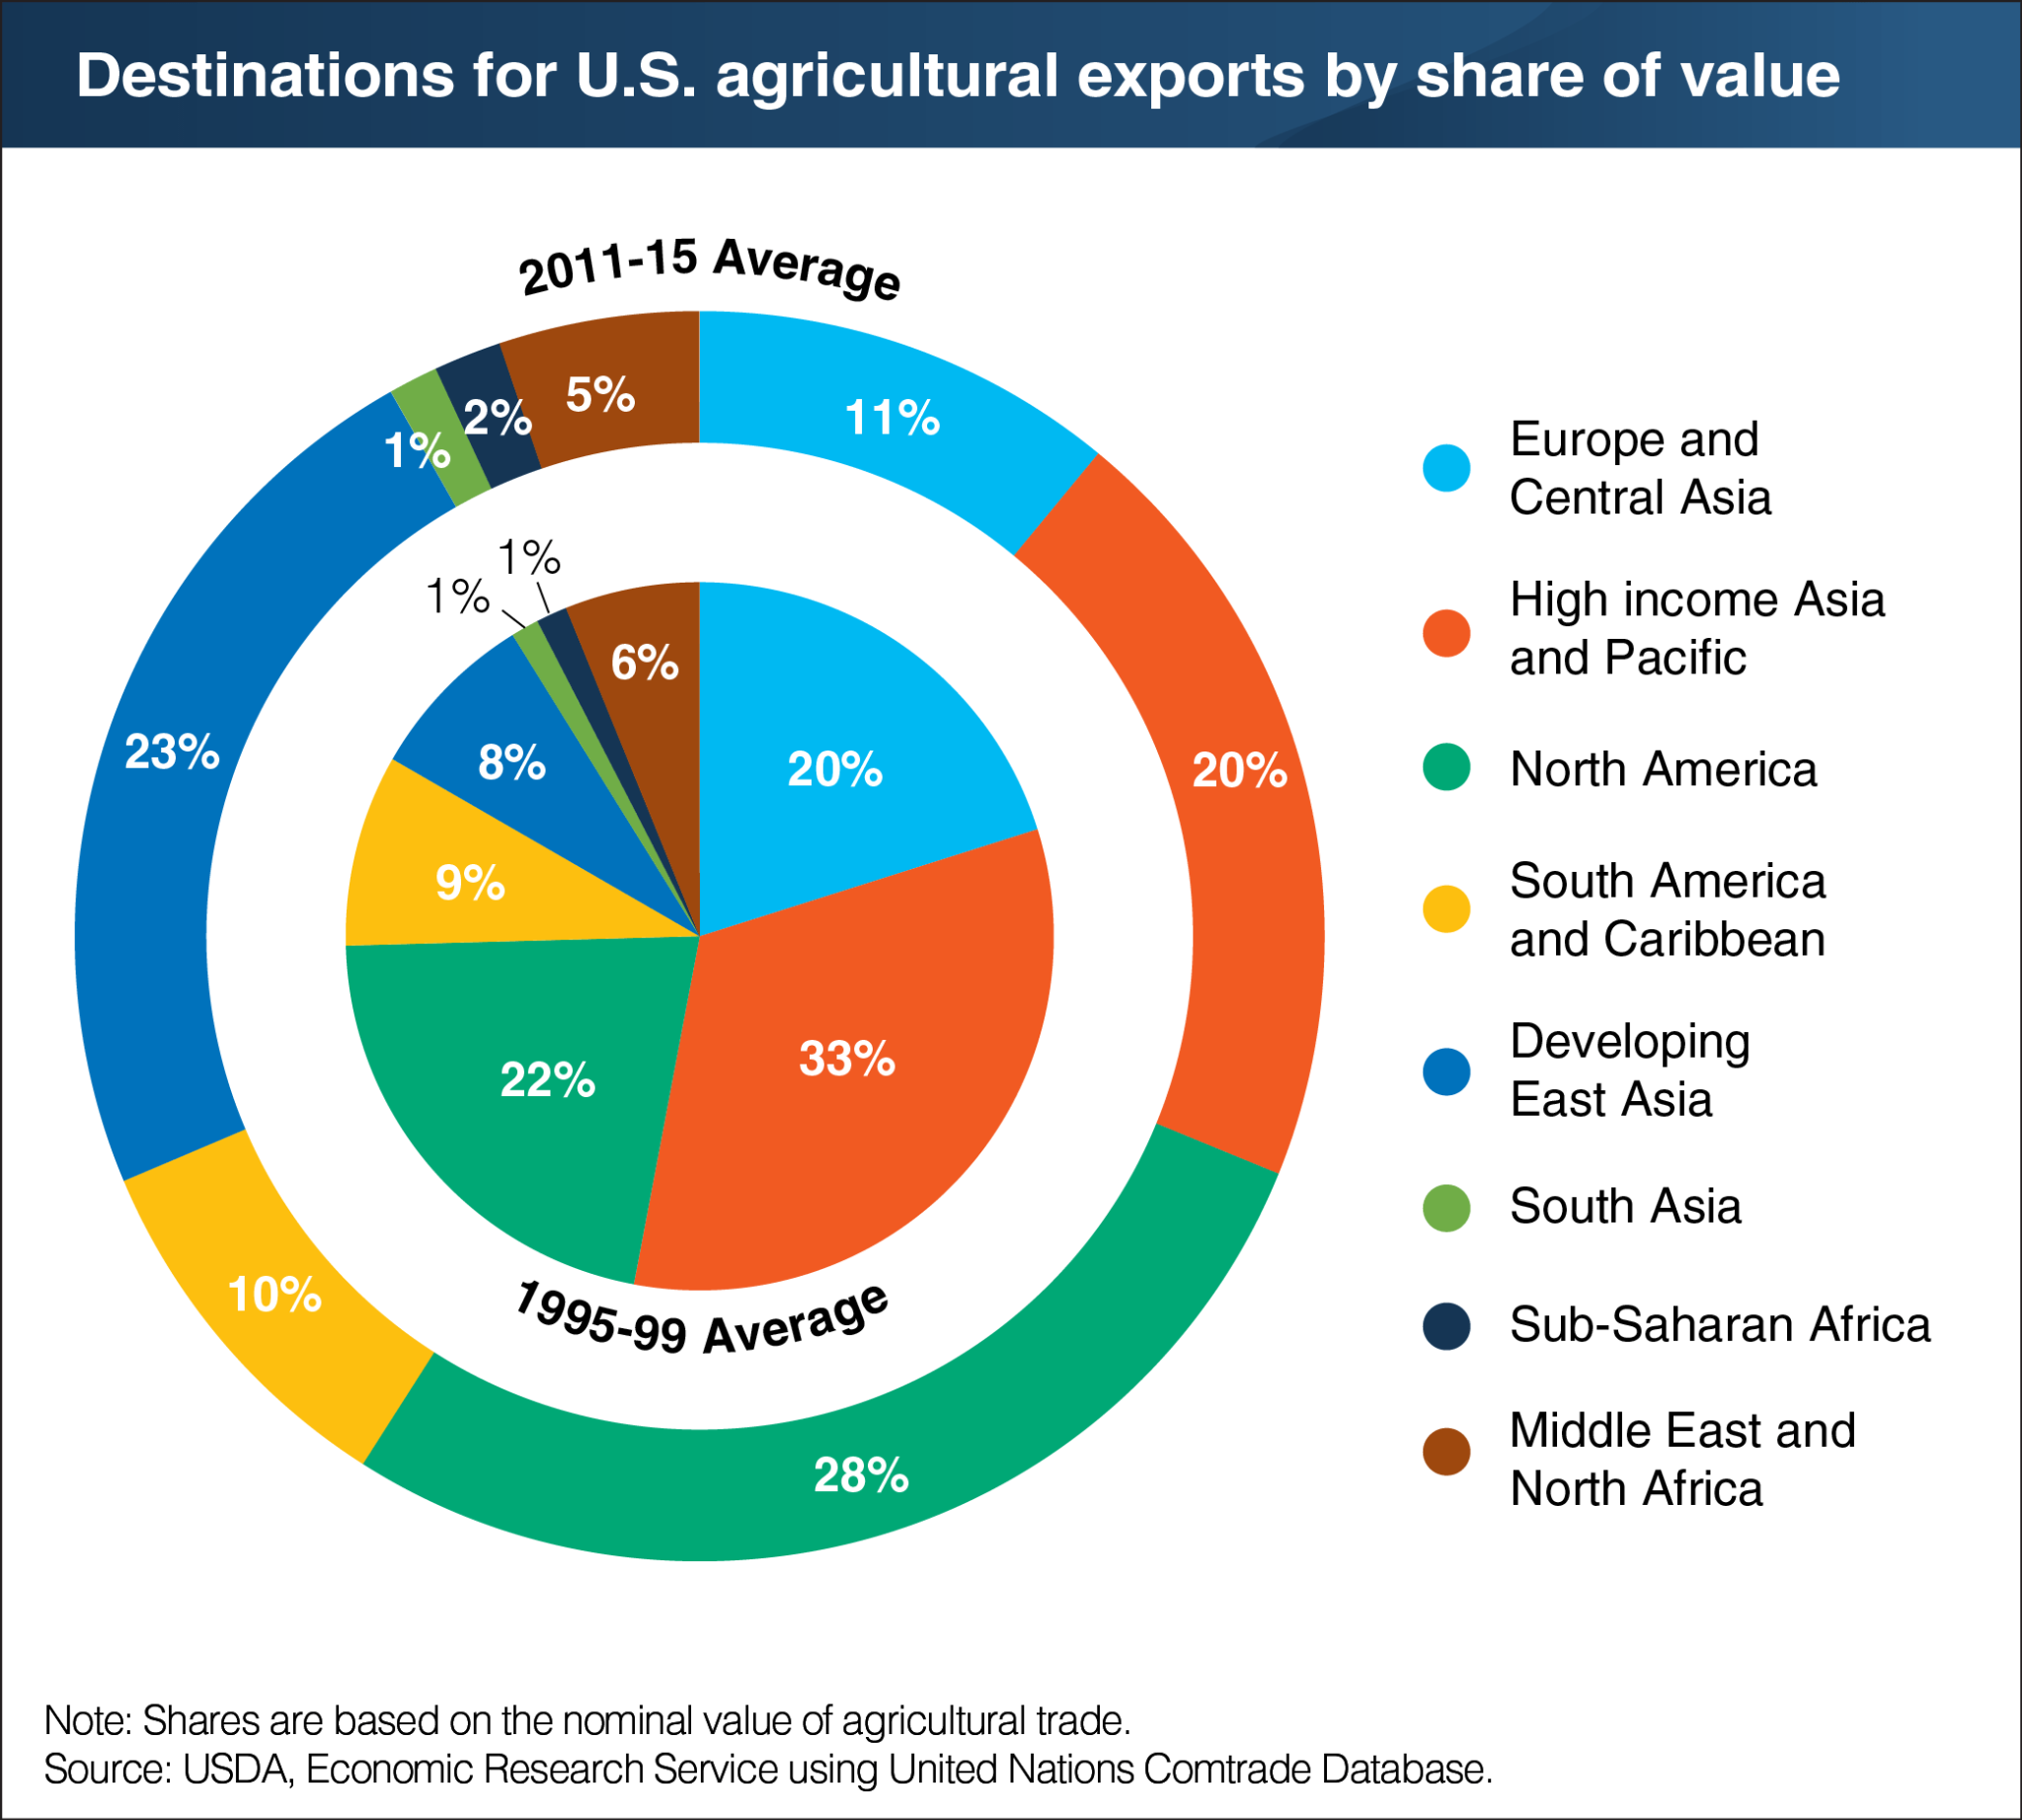 Destinations for U.S. agricultural exports by share of value
2011-15 Average
5%
11%
2%
1%
20%
23%
10%
28%
1%
1%
6%
20%
8%
9%
33%
22%
1995-99 Average
Europe and
Central Asia
High income Asia
and Pacific
North America
South America
and Caribbean
Developing
East Asia
South Asia
Sub-Saharan Africa
Middle East and
North Africa
Note: Shares are based on the nominal value of agricultural trade.
Source: USDA, Economic Research Service using United Nations Comtrade Database.